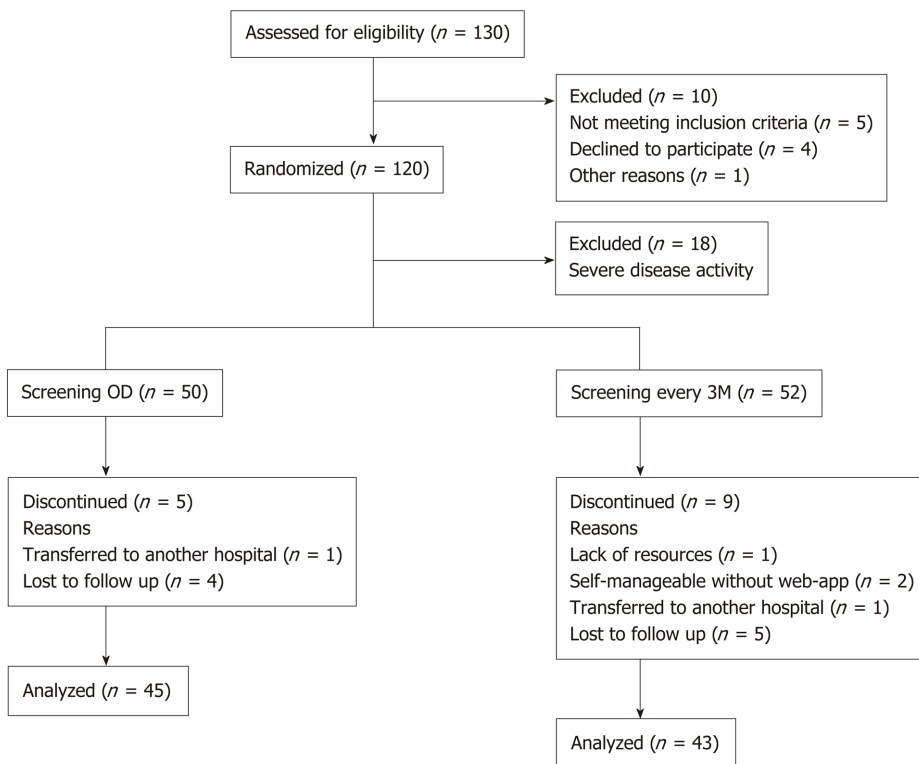 Assessed for eligibility (n = 130)
Excluded (n = 10)
Not meeting inclusion criteria (n = 5)
Declined to participate (n = 4)
Other reasons (n = 1)
Randomized (n = 120)
Excluded (n = 18)
Severe disease activity
Screening OD (n = 50)
Screening every 3M (n = 52)
Discontinued (n = 5)
Reasons
Transferred to another hospital (n = 1)
Lost to follow up (n = 4)
Discontinued (n = 9)
Reasons
Lack of resources (n = 1)
Self-manageable without web-app (n = 2)
Transferred to another hospital (n = 1)
Lost to follow up (n = 5)
Analyzed (n = 45)
Analyzed (n = 43)